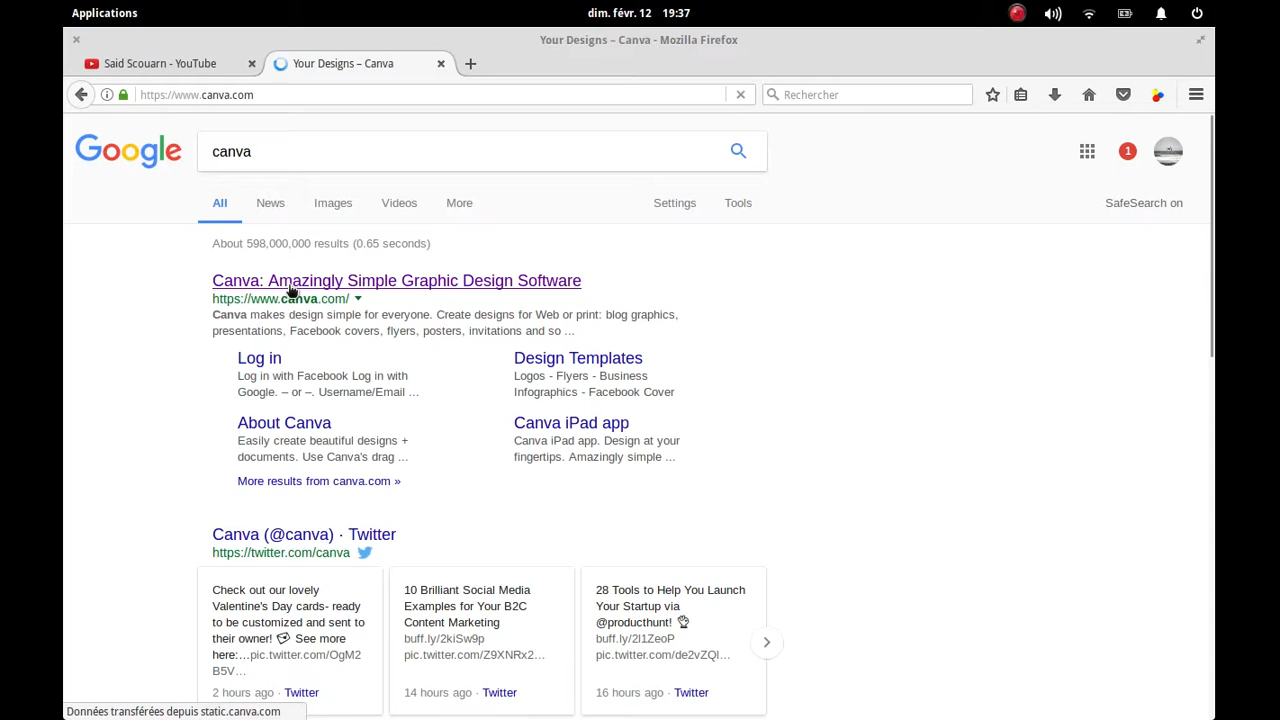 Applications
dim. févr. 12 19:37
Your Designs – Canva - Mozilla Firefox
Said Scouarn - YouTube
Your Designs – Canva
https://www.canva.com
Rechercher
Google
canva
1
All
News
Images
Videos
More
Settings
Tools
SafeSearch on
About 598,000,000 results (0.65 seconds)
Canva: Amazingly Simple Graphic Design Software
https://www.canva.com/
Canva makes design simple for everyone. Create designs for Web or print: blog graphics,
presentations, Facebook covers, flyers, posters, invitations and so ...
Log in
Log in with Facebook Log in with
Google. – or –. Username/Email ...
Design Templates
Logos - Flyers - Business
Infographics - Facebook Cover
About Canva
Easily create beautiful designs +
documents. Use Canva's drag ...
Canva iPad app
Canva iPad app. Design at your
fingertips. Amazingly simple ...
More results from canva.com »
Canva (@canva) · Twitter
https://twitter.com/canva
Check out our lovely
Valentine's Day cards- ready
to be customized and sent to
their owner! See more
here:...pic.twitter.com/OgM2
B5V...
2 hours ago · Twitter
10 Brilliant Social Media
Examples for Your B2C
Content Marketing
buff.ly/2kiSw9p
pic.twitter.com/Z9XNRx2...
14 hours ago · Twitter
28 Tools to Help You Launch
Your Startup via
@producthunt!
buff.ly/2l1ZeoP
pic.twitter.com/de2vZQl...
16 hours ago · Twitter
Données transférées depuis static.canva.com